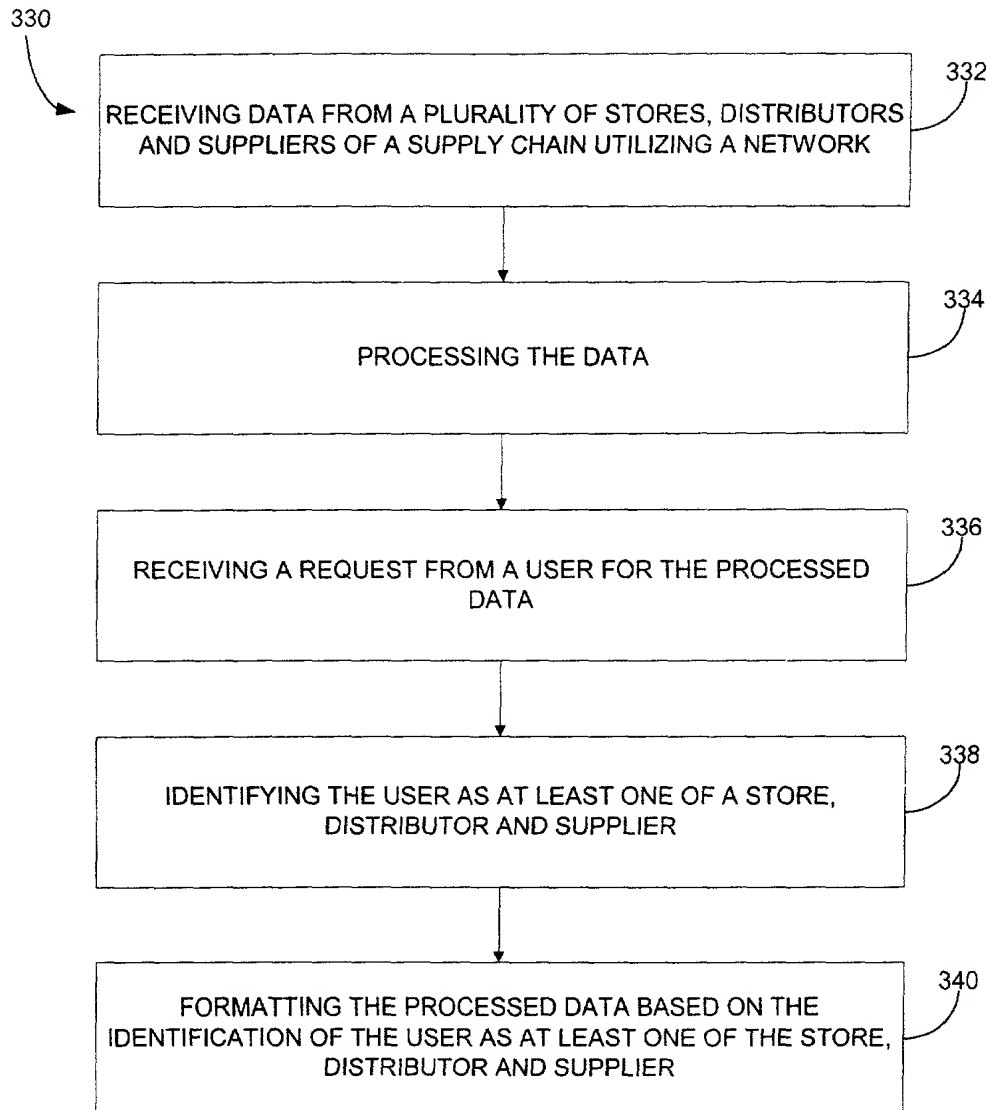 330
332
RECEIVING DATA FROM A PLURALITY OF STORES, DISTRIBUTORS
AND SUPPLIERS OF A SUPPLY CHAIN UTILIZING A NETWORK
334
PROCESSING THE DATA
336
RECEIVING A REQUEST FROM A USER FOR THE PROCESSED
DATA
338
IDENTIFYING THE USER AS AT LEAST ONE OF A STORE,
DISTRIBUTOR AND SUPPLIER
340
FORMATTING THE PROCESSED DATA BASED ON THE
IDENTIFICATION OF THE USER AS AT LEAST ONE OF THE STORE,
DISTRIBUTOR AND SUPPLIER